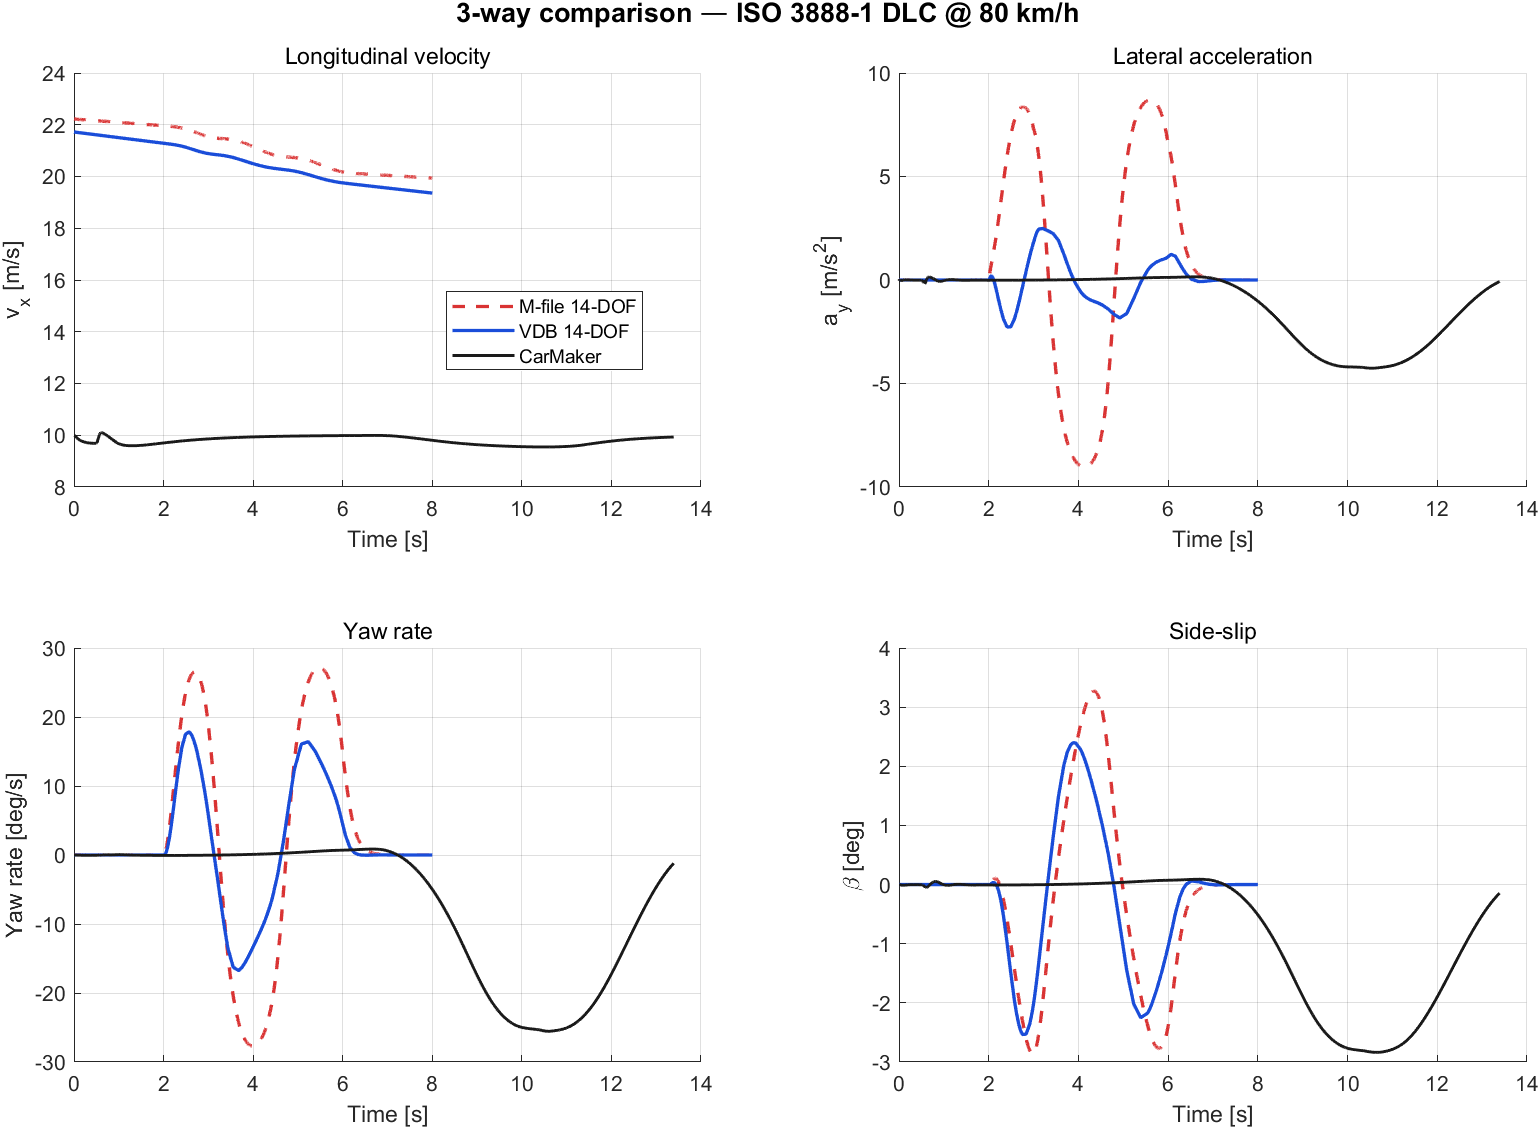 3-way comparison — ISO 3888-1 DLC @ 80 km/h
Longitudinal velocity
24
22
20
18
16
14
12
10
8
v_x [m/s]
M-file 14-DOF
VDB 14-DOF
CarMaker
0 2 4 6 8 10 12 14
Time [s]
Lateral acceleration
10
5
0
-5
-10
a_y [m/s^2]
0 2 4 6 8 10 12 14
Time [s]
Yaw rate
30
20
10
0
-10
-20
-30
Yaw rate [deg/s]
0 2 4 6 8 10 12 14
Time [s]
Side-slip
4
3
2
1
0
-1
-2
-3
β [deg]
0 2 4 6 8 10 12 14
Time [s]